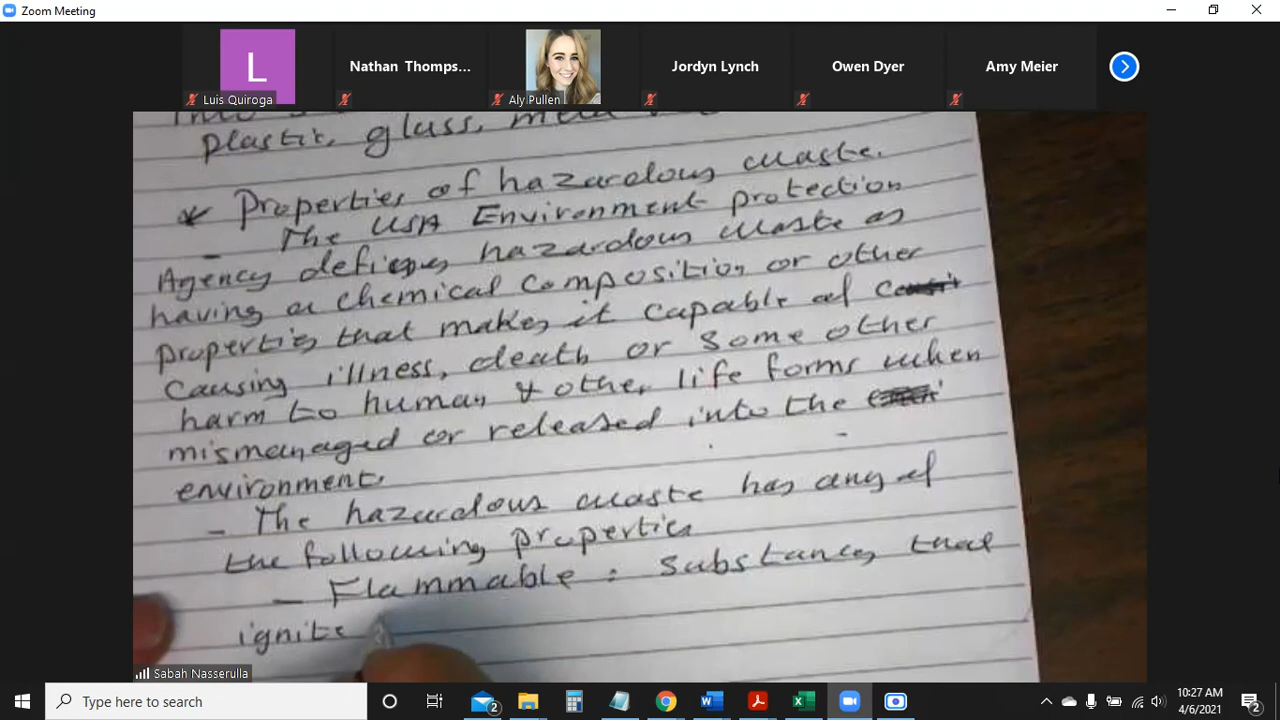 Zoom Meeting
L
Luis Quiroga
Nathan Thomps...
Aly Pullen
Jordyn Lynch
Owen Dyer
Amy Meier
plastic, glass, metal
* Properties of hazardous waste.
- The USA Environment protection
Agency defines hazardous waste as
having a chemical composition or other
properties that makes it capable of
causing illness, death or some other
harm to human & other life forms when
mismanaged or released into the
environment.
- The hazardous waste has any of
the following properties
- Flammable : Substances that
ignite
Sabah Nasserulla
Type here to search
2
10:27 AM
4/6/2021
2